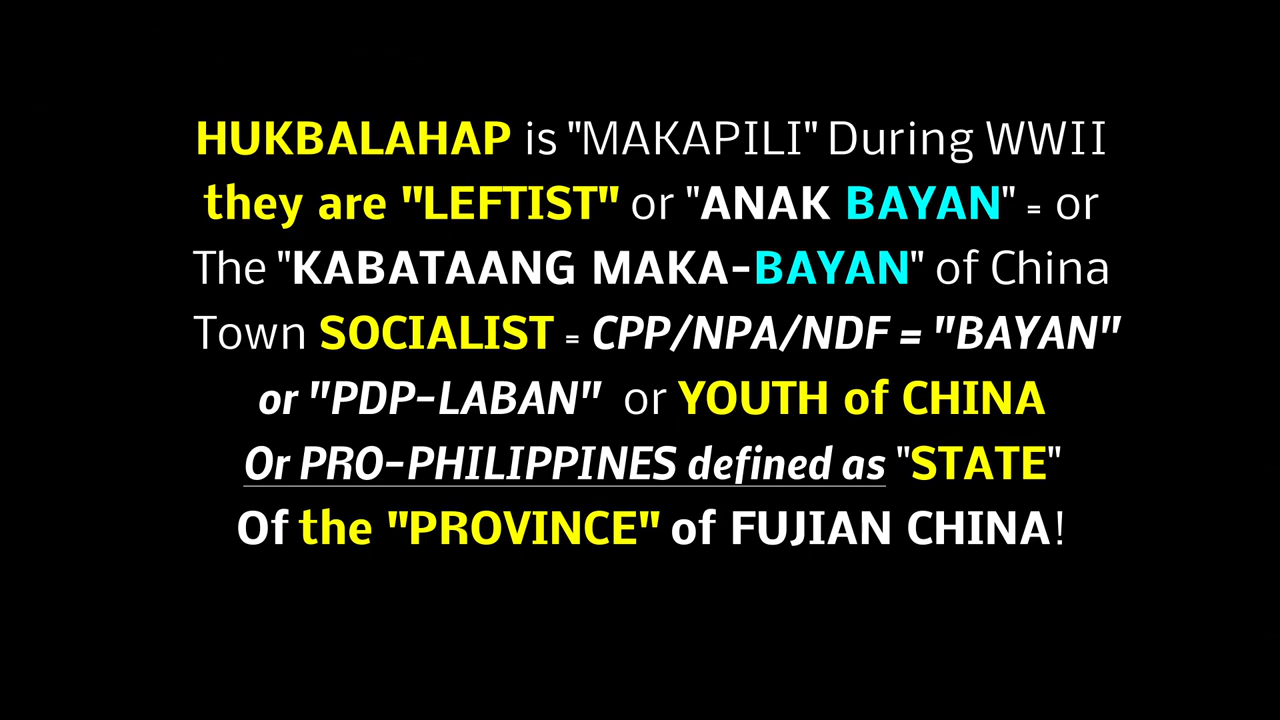 HUKBALAHAP is "MAKAPILI" During WWII
they are "LEFTIST" or "ANAK BAYAN" = or
The "KABATAANG MAKA-BAYAN" of China
Town SOCIALIST = CPP/NPA/NDF = "BAYAN"
or "PDP-LABAN" or YOUTH of CHINA
Or PRO-PHILIPPINES defined as "STATE"
Of the "PROVINCE" of FUJIAN CHINA!